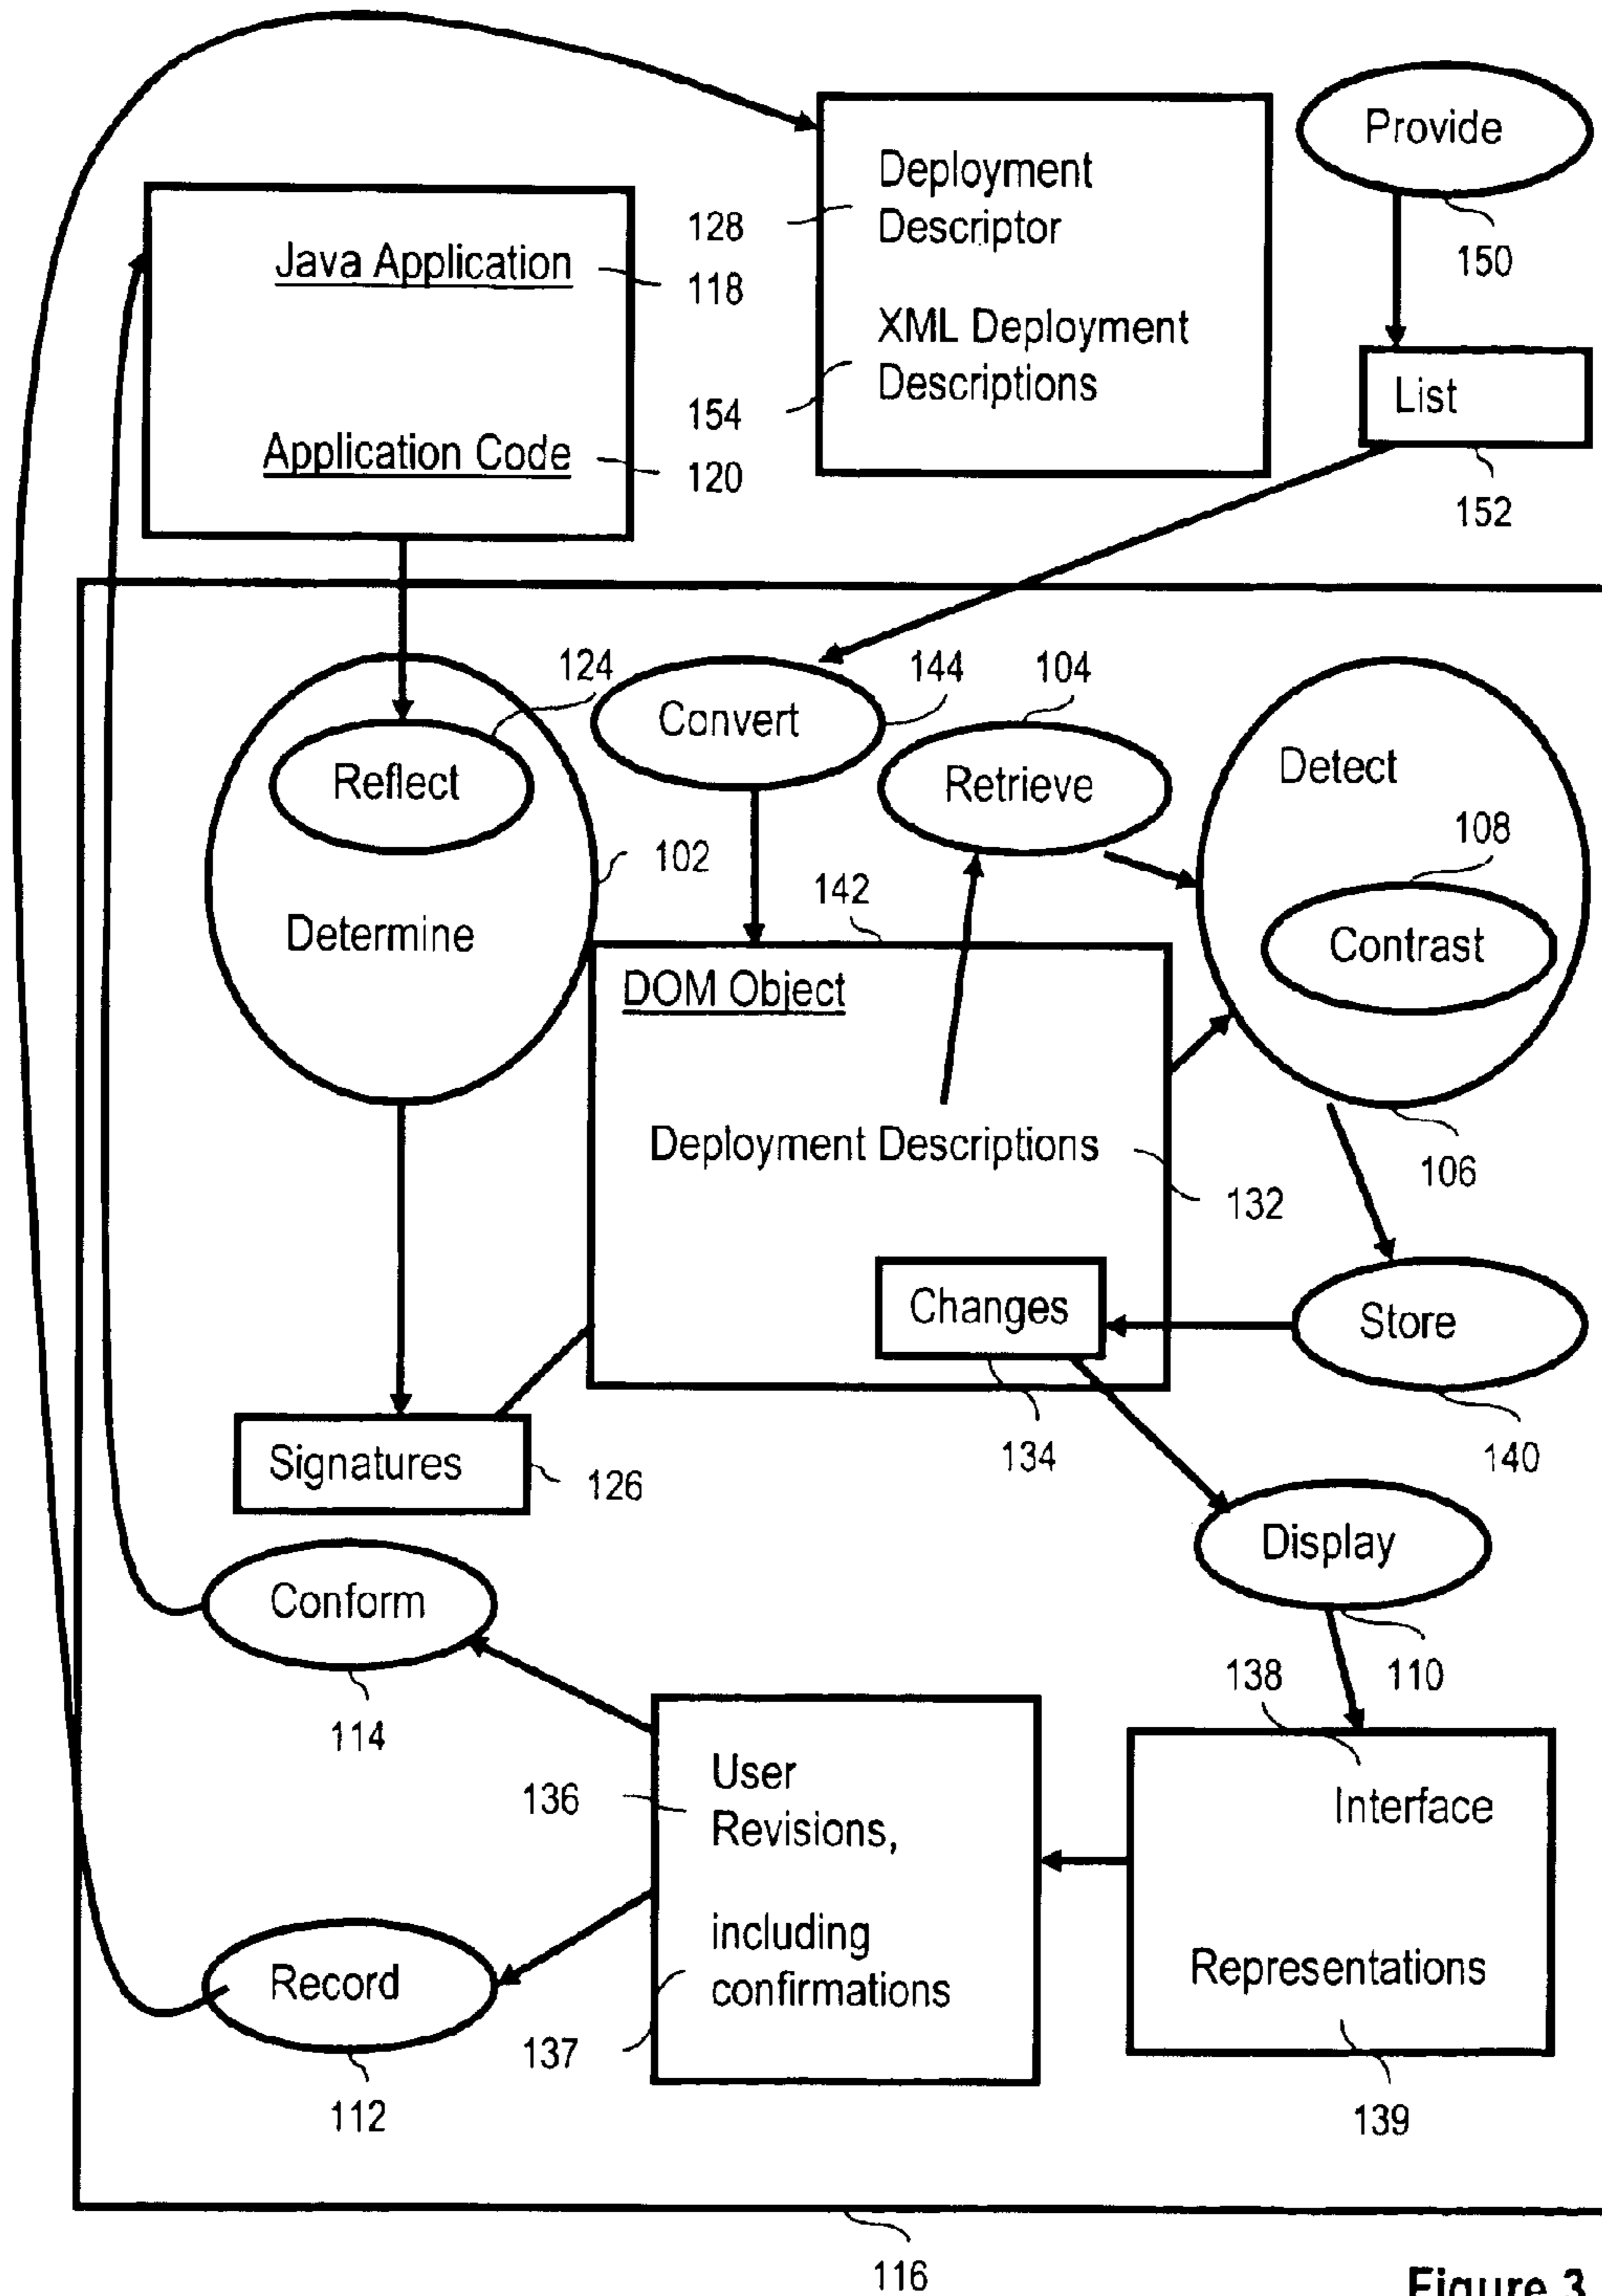 Provide
150
Deployment
Descriptor
128
XML Deployment
Descriptions
154
List
152
Java Application
118
Application Code
120
124
Reflect
Determine
102
Convert
144
104
Retrieve
Detect
108
Contrast
106
142
DOM Object
Deployment Descriptions
132
Changes
134
Store
140
Signatures
126
Display
110
Conform
114
138
Interface
Representations
139
136
User
Revisions,
including
confirmations
137
Record
112
116
Figure 3